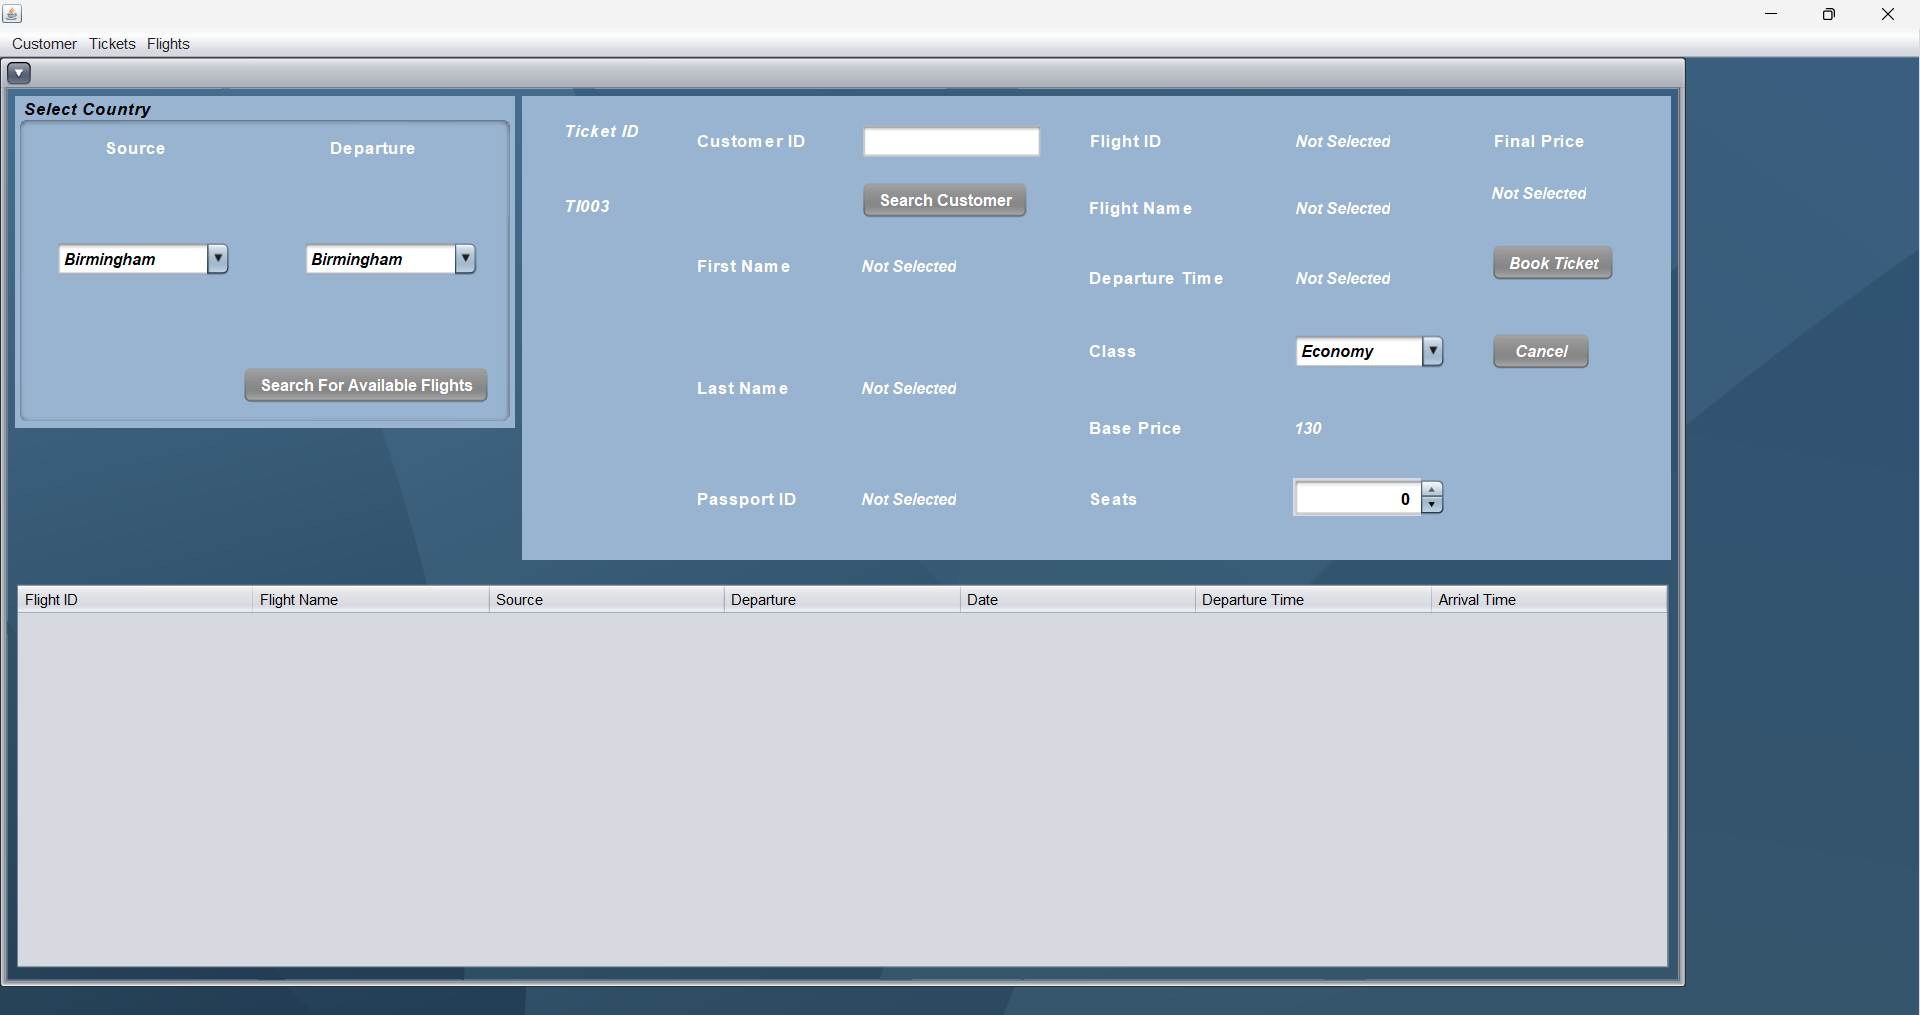 Customer Tickets Flights
Select Country
Source Departure
Birmingham Birmingham
Search For Available Flights
Ticket ID
TI003
Customer ID
Search Customer
First Name Not Selected
Last Name Not Selected
Passport ID Not Selected
Flight ID Not Selected
Flight Name Not Selected
Departure Time Not Selected
Class Economy
Base Price 130
Seats 0
Final Price
Not Selected
Book Ticket
Cancel
Flight ID Flight Name Source Departure Date Departure Time Arrival Time